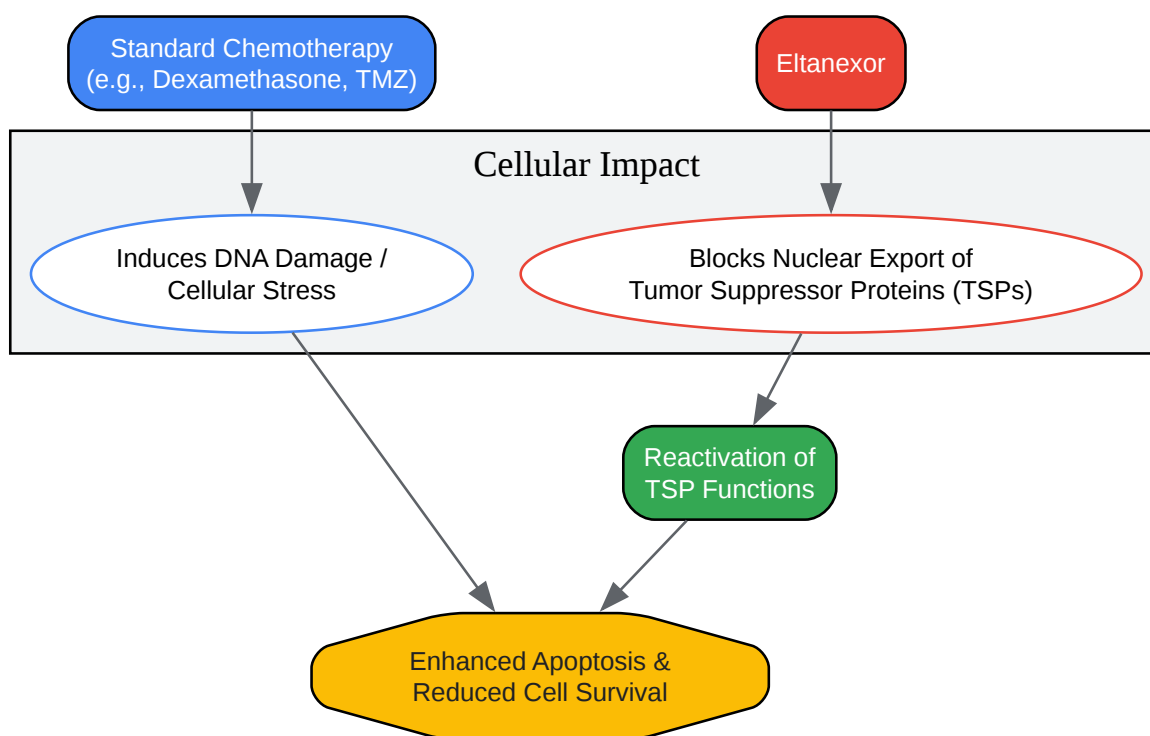 Standard Chemotherapy
(e.g., Dexamethasone, TMZ)
Eltanexor
Cellular Impact
Induces DNA Damage /
Cellular Stress
Blocks Nuclear Export of
Tumor Suppressor Proteins (TSPs)
Reactivation of
TSP Functions
Enhanced Apoptosis &
Reduced Cell Survival